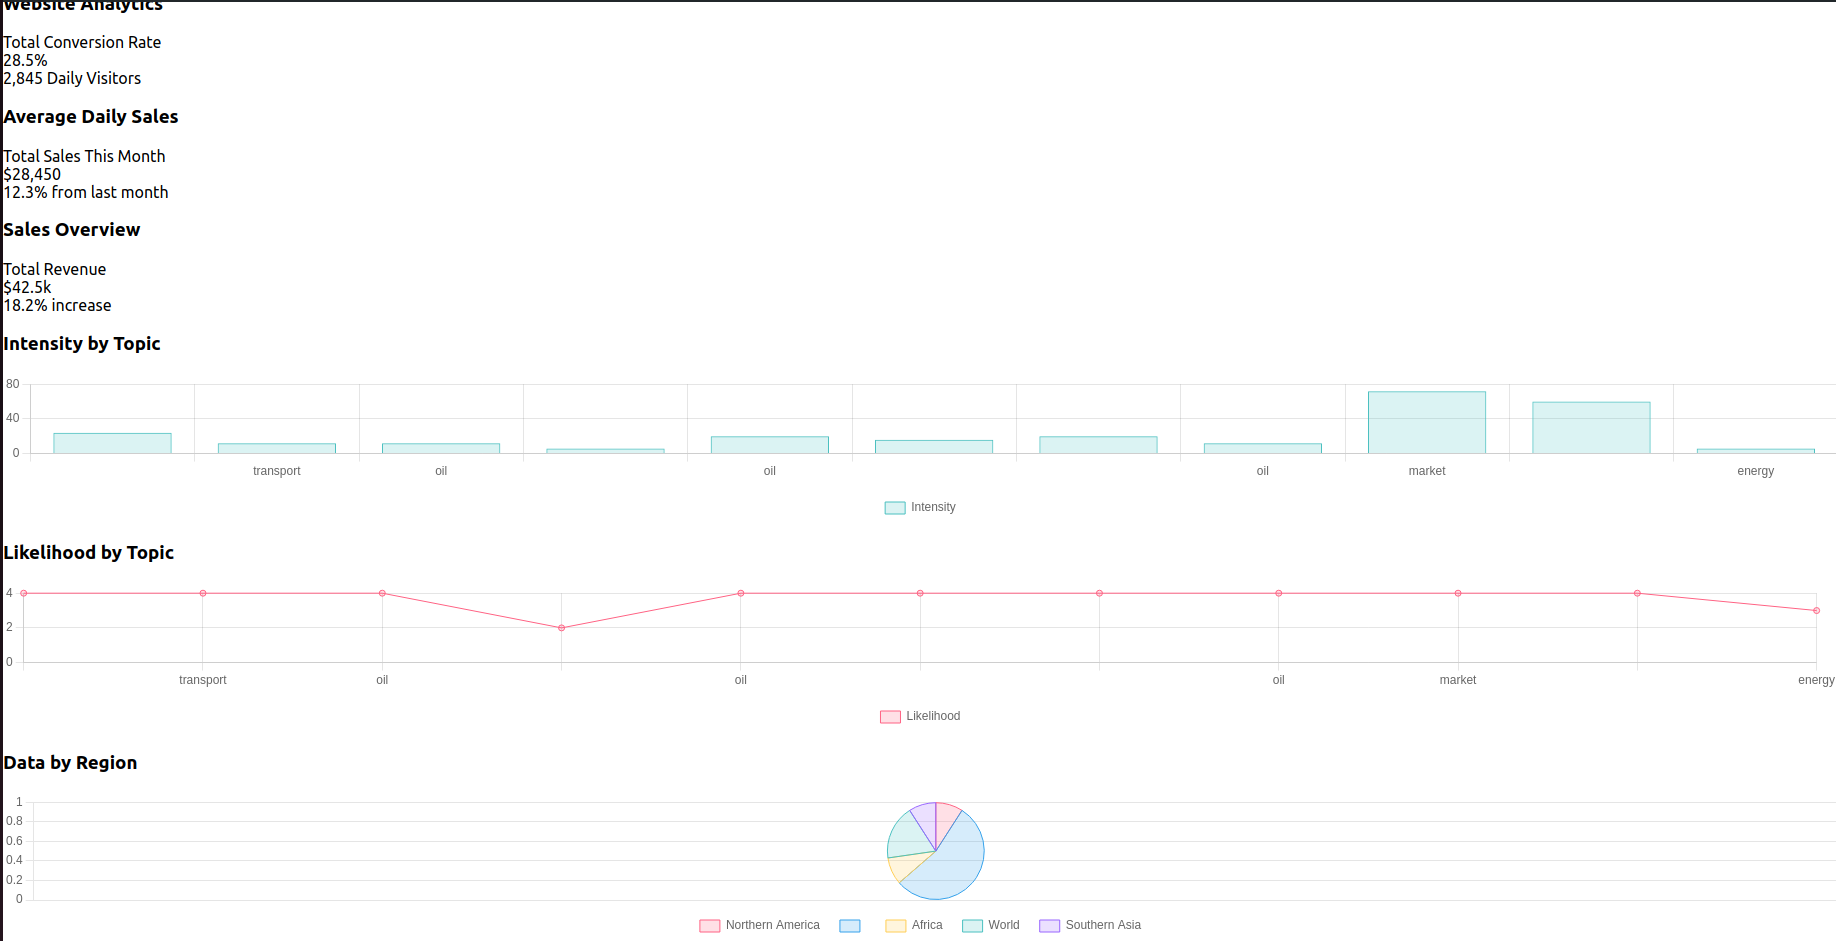 Website Analytics
Total Conversion Rate
28.5%
2,845 Daily Visitors
Average Daily Sales
Total Sales This Month
$28,450
12.3% from last month
Sales Overview
Total Revenue
$42.5k
18.2% increase
Intensity by Topic
80
40
0
transport oil oil oil market energy
Intensity
Likelihood by Topic
4
2
0
transport oil oil oil market energy
Likelihood
Data by Region
1
0.8
0.6
0.4
0.2
0
Northern America Africa World Southern Asia